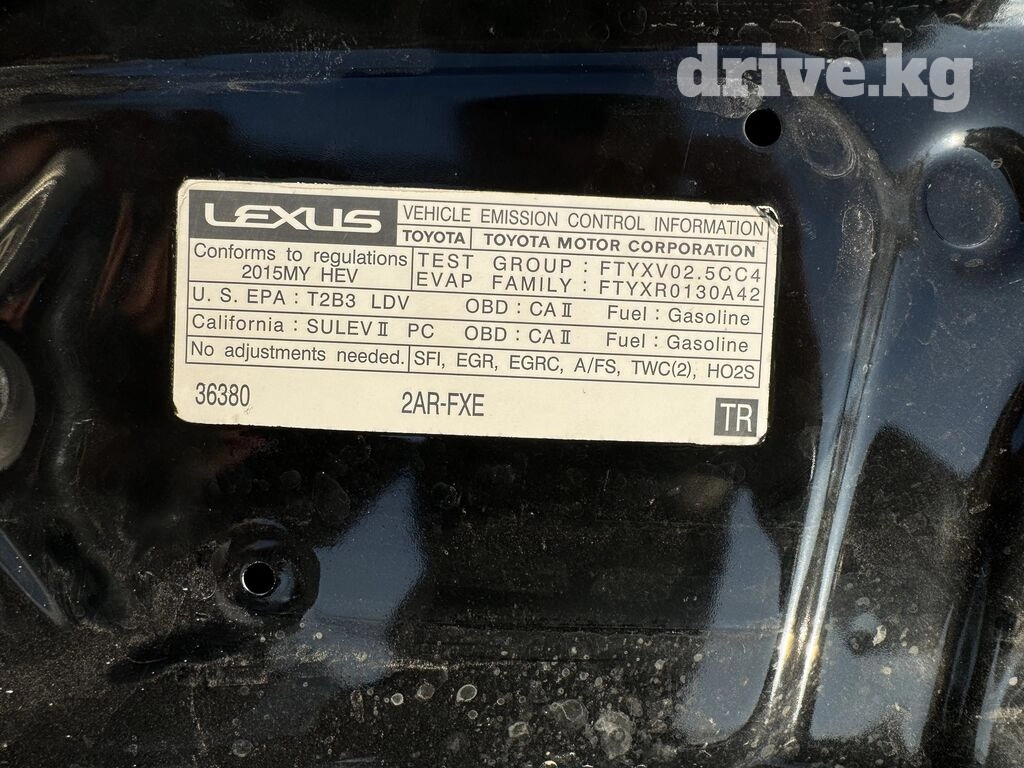 drive.kg
LEXUS VEHICLE EMISSION CONTROL INFORMATION
TOYOTA TOYOTA MOTOR CORPORATION
Conforms to regulations
2015MY HEV
TEST GROUP : FTYXV02.5CC4
EVAP FAMILY : FTYXR0130A42
U. S. EPA : T2B3 LDV OBD : CA II Fuel : Gasoline
California : SULEV II PC OBD : CA II Fuel : Gasoline
No adjustments needed. SFI, EGR, EGRC, A/FS, TWC(2), HO2S
36380 2AR-FXE TR